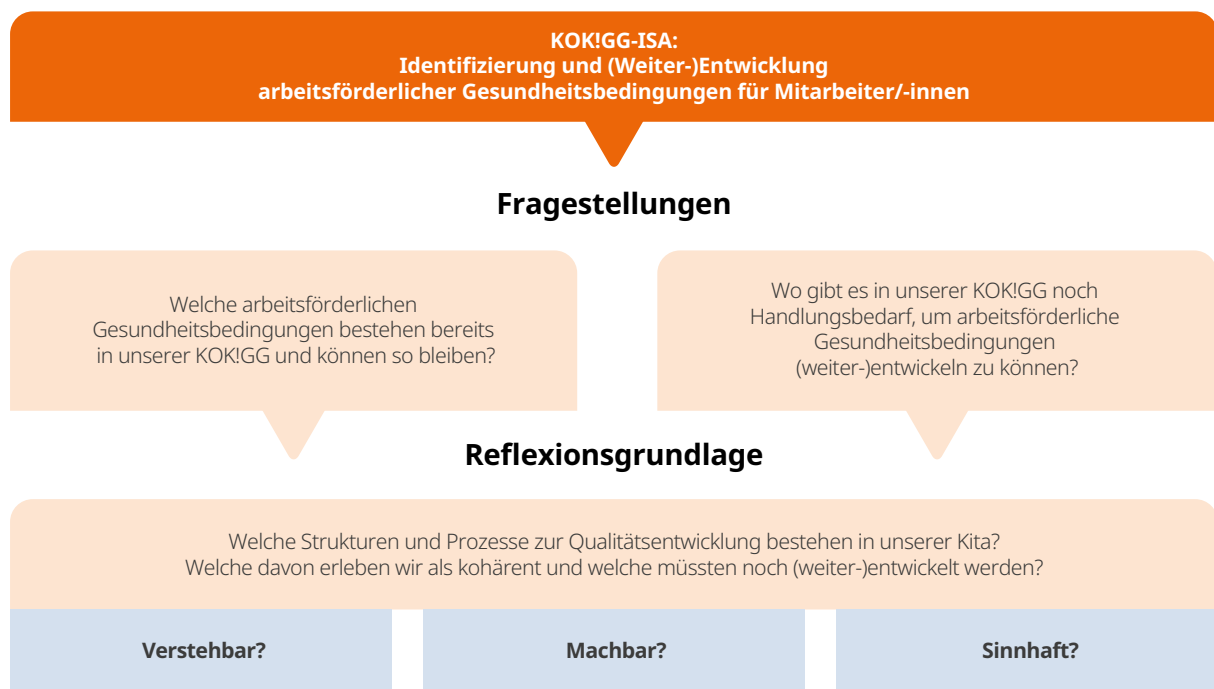 KOK!GG-ISA:
Identifizierung und (Weiter-)Entwicklung
arbeitsförderlicher Gesundheitsbedingungen für Mitarbeiter/-innen
Fragestellungen
Welche arbeitsförderlichen
Gesundheitsbedingungen bestehen bereits
in unserer KOK!GG und können so bleiben?
Wo gibt es in unserer KOK!GG noch
Handlungsbedarf, um arbeitsförderliche
Gesundheitsbedingungen
(weiter-)entwickeln zu können?
Reflexionsgrundlage
Welche Strukturen und Prozesse zur Qualitätsentwicklung bestehen in unserer Kita?
Welche davon erleben wir als kohärent und welche müssten noch (weiter-)entwickelt werden?
Verstehbar?
Machbar?
Sinnhaft?